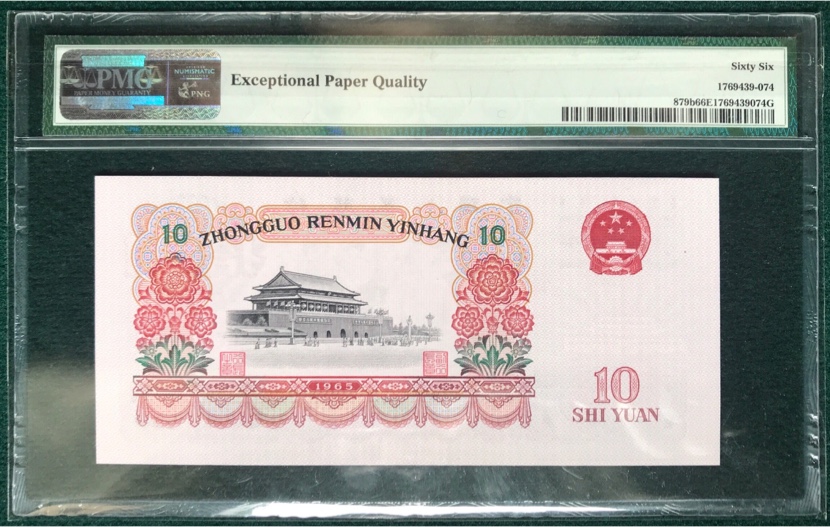 PMG
PAPER MONEY GUARANTY
NUMISMATIC
PNG
Exceptional Paper Quality
Sixty Six
1769439-074
879b66E1769439074G
10
ZHONGGUO RENMIN YINHANG
10
1965
10
SHI YUAN